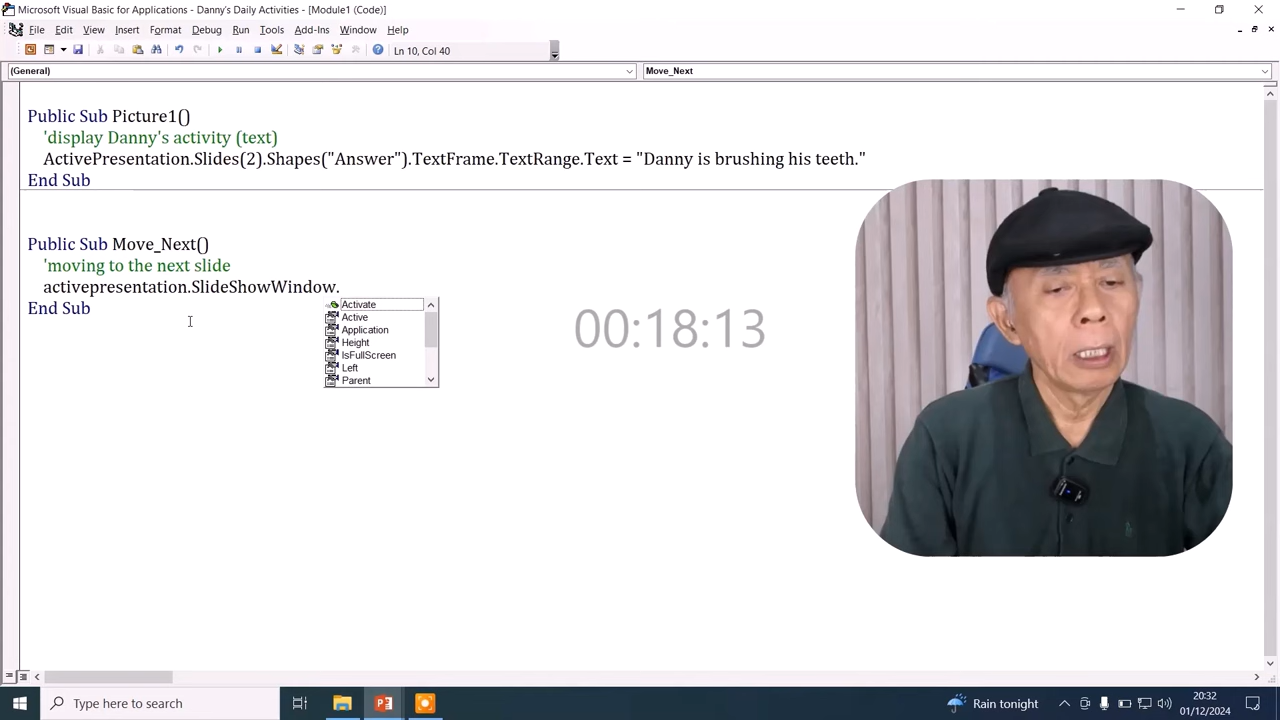 Microsoft Visual Basic for Applications - Danny's Daily Activities - [Module1 (Code)]
File Edit View Insert Format Debug Run Tools Add-Ins Window Help
Ln 10, Col 40
(General)
Move_Next
Public Sub Picture1()
'display Danny's activity (text)
ActivePresentation.Slides(2).Shapes("Answer").TextFrame.TextRange.Text = "Danny is brushing his teeth."
End Sub
Public Sub Move_Next()
'moving to the next slide
activepresentation.SlideShowWindow.
End Sub
Activate
Active
Application
Height
IsFullScreen
Left
Parent
00:18:13
Type here to search
Rain tonight
20:32
01/12/2024